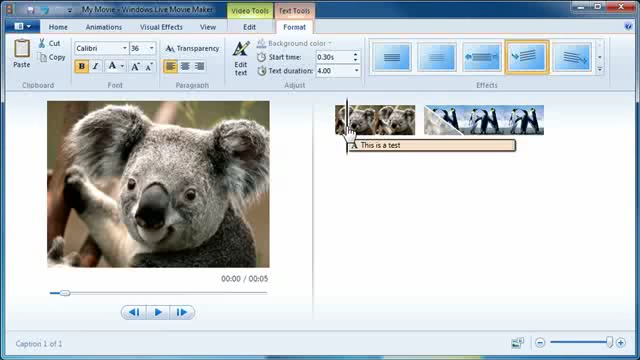 My Movie - Windows Live Movie Maker
Video Tools
Text Tools
Home
Animations
Visual Effects
View
Edit
Format
Paste
Cut
Copy
Clipboard
Calibri
36
B
I
A
A
A
Font
Transparency
Paragraph
Edit text
Background color
Start time:
0.30s
Text duration:
4.00
Adjust
Effects
A This is a test
00:00 / 00:05
Caption 1 of 1